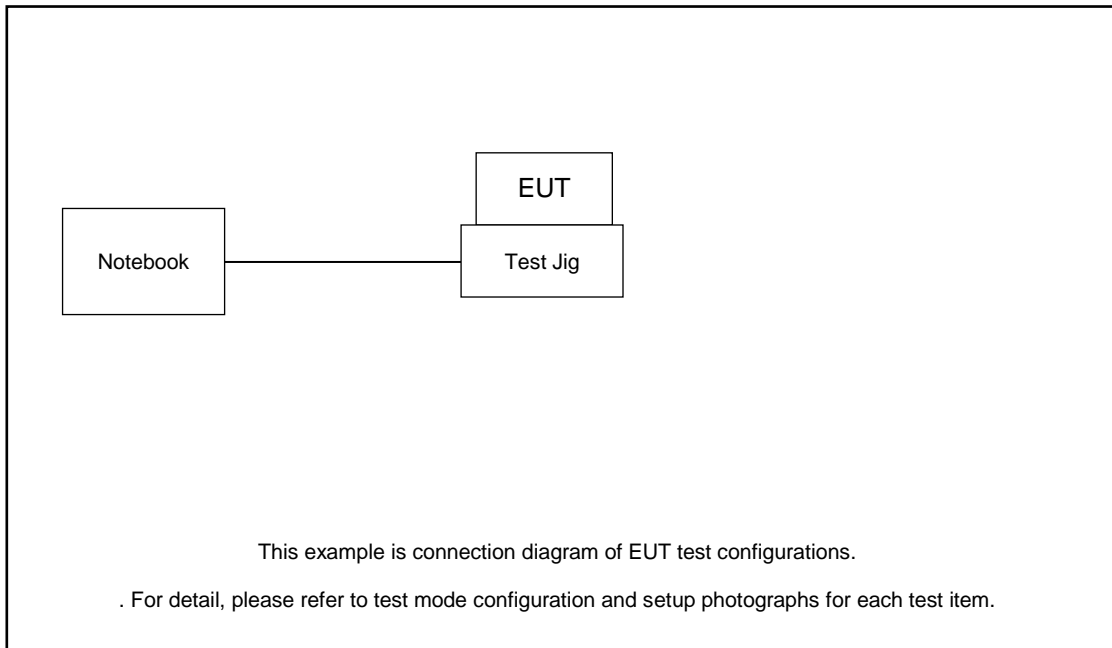 EUT
Notebook
Test Jig
This example is connection diagram of EUT test configurations.
. For detail, please refer to test mode configuration and setup photographs for each test item.